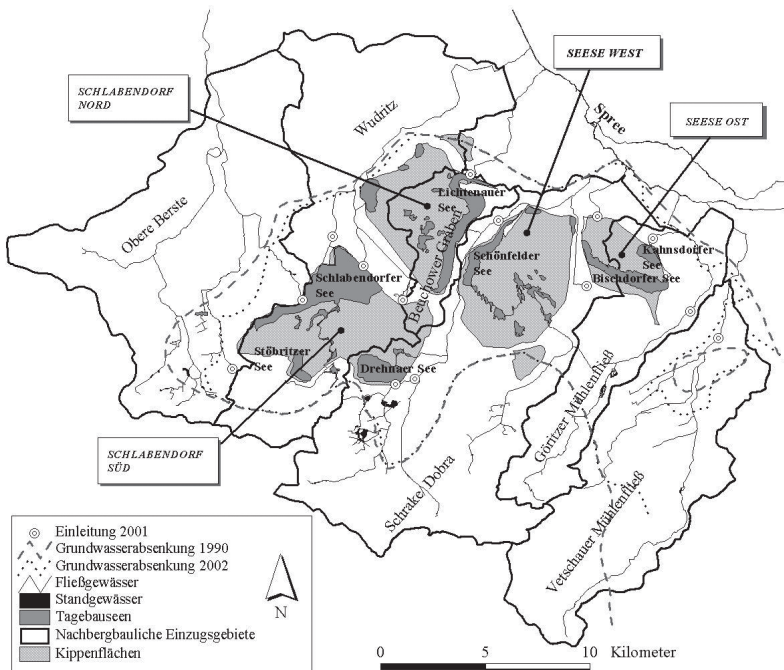 SCHLABENDORF
NORD
SEESE WEST
SEESE OST
Wudritz
Spree
Obere Berste
Lichtenauer
See
Beuchower Graben
Schönfelder
See
Kahnsdorfer
See
Bischdorfer See
Schlabendorfer
See
Stöbritzer
See
Drehnaer See
SCHLABENDORF
SÜD
Schrake Dobra
Göritzer Mühlenfließ
Vetschauer Mühlenfließ
Einleitung 2001
Grundwasserabsenkung 1990
Grundwasserabsenkung 2002
Fließgewässer
Standgewässer
Tagebauseen
Nachbergbauliche Einzugsgebiete
Kippenflächen
N
0 5 10 Kilometer